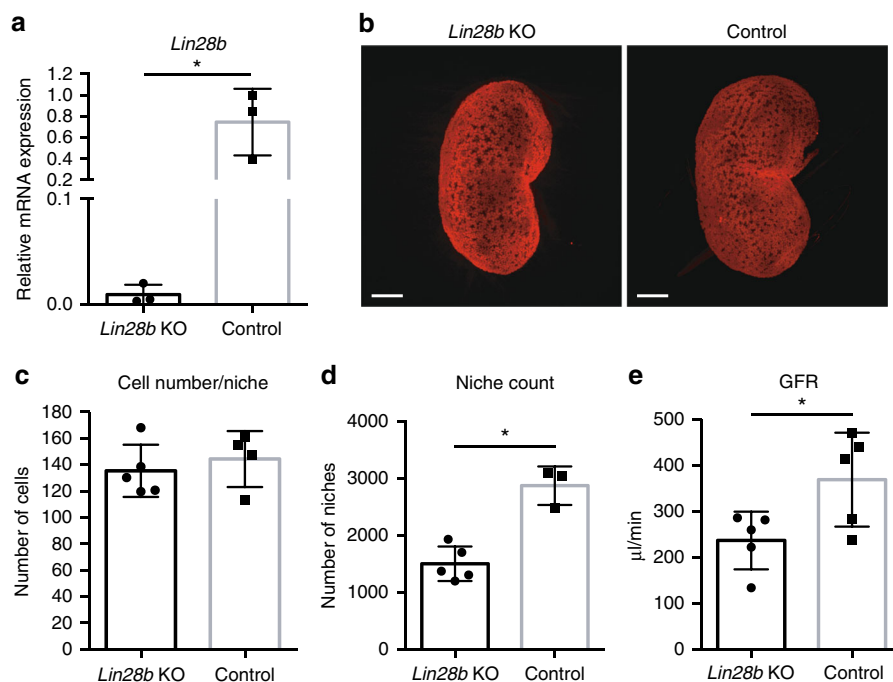 a
Lin28b
*
Relative mRNA expression
1.2
1.0
0.8
0.6
0.4
0.2
0.1
0.0
Lin28b KO
Control
b
Lin28b KO
Control
c
Cell number/niche
Number of cells
180
160
140
120
100
80
60
40
20
0
Lin28b KO
Control
d
Niche count
*
Number of niches
4000
3000
2000
1000
0
Lin28b KO
Control
e
GFR
*
µl/min
500
400
300
200
100
0
Lin28b KO
Control